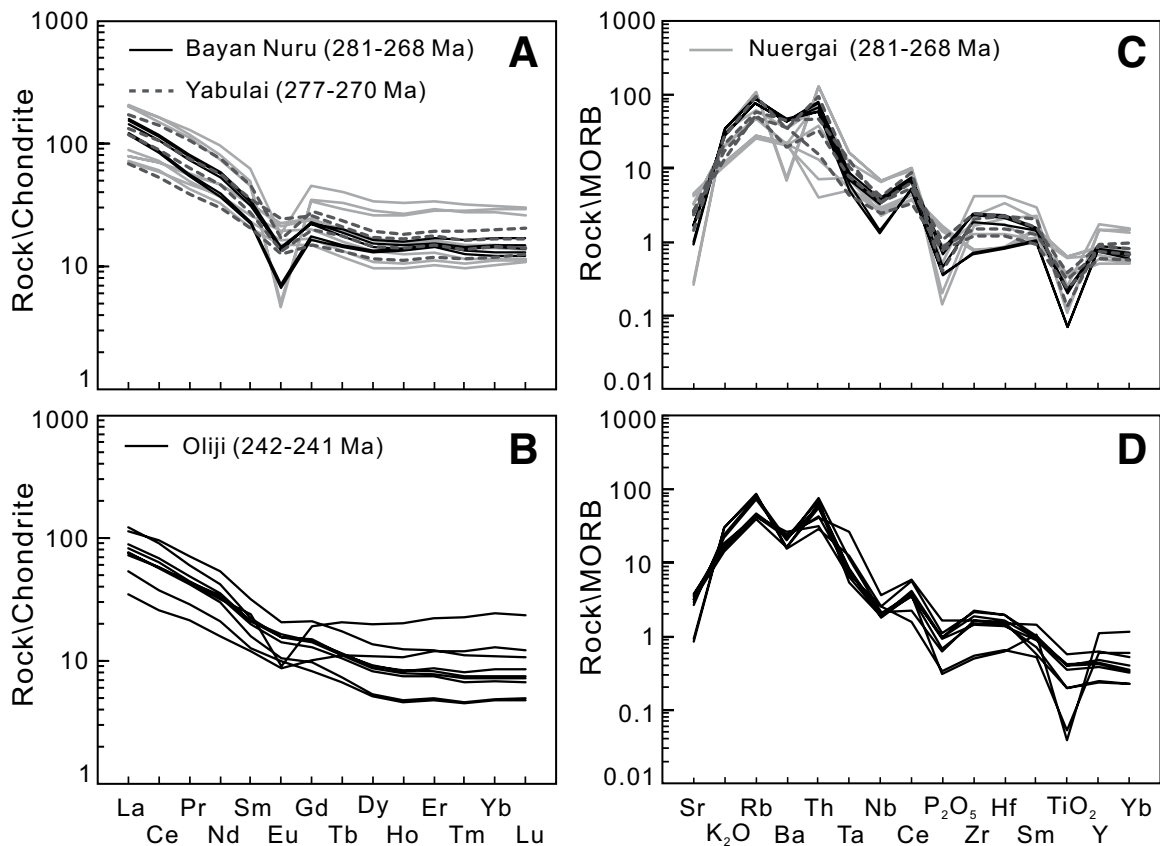 1000
100
10
1
Rock\Chondrite
Bayan Nuru (281-268 Ma)
Yabulai (277-270 Ma)
A
1000
100
10
1
0.1
0.01
Rock\MORB
Nuergai (281-268 Ma)
C
1000
100
10
1
Rock\Chondrite
Oliji (242-241 Ma)
B
La Pr Sm Gd Dy Er Yb
Ce Nd Eu Tb Ho Tm Lu
1000
100
10
1
0.1
0.01
Rock\MORB
D
Sr Rb Th Nb P₂O₅ Hf TiO₂ Yb
K₂O Ba Ta Ce Zr Sm Y